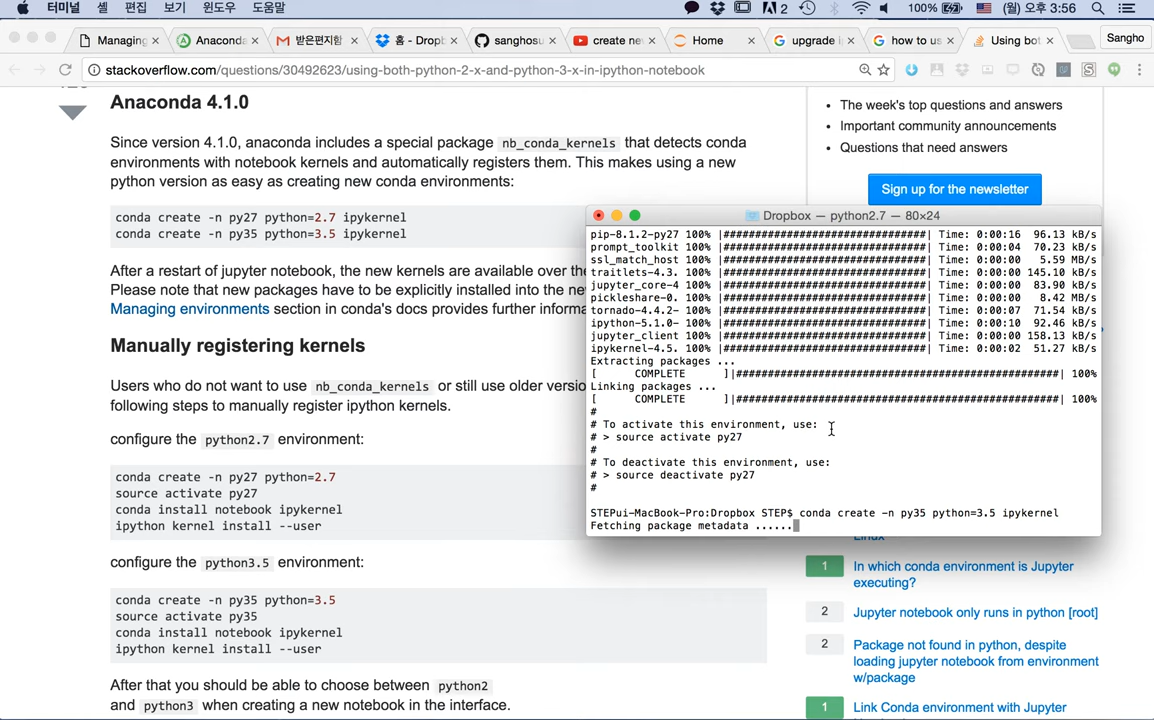 터미널 셸 편집 보기 윈도우 도움말
2 100% (월) 오후 3:56
Managing
Anaconda
받은편지함
홈 - Dropb
sanghosu
create ne
Home
upgrade i
how to us
Using bot
Sangho
stackoverflow.com/questions/30492623/using-both-python-2-x-and-python-3-x-in-ipython-notebook
Anaconda 4.1.0
Since version 4.1.0, anaconda includes a special package nb_conda_kernels that detects conda
environments with notebook kernels and automatically registers them. This makes using a new
python version as easy as creating new conda environments:
conda create -n py27 python=2.7 ipykernel
conda create -n py35 python=3.5 ipykernel
After a restart of jupyter notebook, the new kernels are available over the
Please note that new packages have to be explicitly installed into the ne
Managing environments section in conda's docs provides further informa
Manually registering kernels
Users who do not want to use nb_conda_kernels or still use older versio
following steps to manually register ipython kernels.
configure the python2.7 environment:
conda create -n py27 python=2.7
source activate py27
conda install notebook ipykernel
ipython kernel install --user
configure the python3.5 environment:
conda create -n py35 python=3.5
source activate py35
conda install notebook ipykernel
ipython kernel install --user
After that you should be able to choose between python2
and python3 when creating a new notebook in the interface.
The week's top questions and answers
Important community announcements
Questions that need answers
Sign up for the newsletter
Dropbox — python2.7 — 80×24
pip-8.1.2-py27 100% |################################| Time: 0:00:16 96.13 kB/s
prompt_toolkit 100% |################################| Time: 0:00:04 70.23 kB/s
ssl_match_host 100% |################################| Time: 0:00:00 5.59 MB/s
traitlets-4.3. 100% |################################| Time: 0:00:00 145.10 kB/s
jupyter_core-4 100% |################################| Time: 0:00:00 83.90 kB/s
pickleshare-0. 100% |################################| Time: 0:00:00 8.42 MB/s
tornado-4.4.2- 100% |################################| Time: 0:00:07 71.54 kB/s
ipython-5.1.0- 100% |################################| Time: 0:00:10 92.46 kB/s
jupyter_client 100% |################################| Time: 0:00:00 158.13 kB/s
ipykernel-4.5. 100% |################################| Time: 0:00:02 51.27 kB/s
Extracting packages ...
[ COMPLETE ]|###################################################| 100%
Linking packages ...
[ COMPLETE ]|###################################################| 100%
#
# To activate this environment, use:
# > source activate py27
#
# To deactivate this environment, use:
# > source deactivate py27
#
STEPui-MacBook-Pro:Dropbox STEP$ conda create -n py35 python=3.5 ipykernel
Fetching package metadata ......
Linux
1 In which conda environment is Jupyter
executing?
2 Jupyter notebook only runs in python [root]
2 Package not found in python, despite
loading jupyter notebook from environment
w/package
1 Link Conda environment with Jupyter